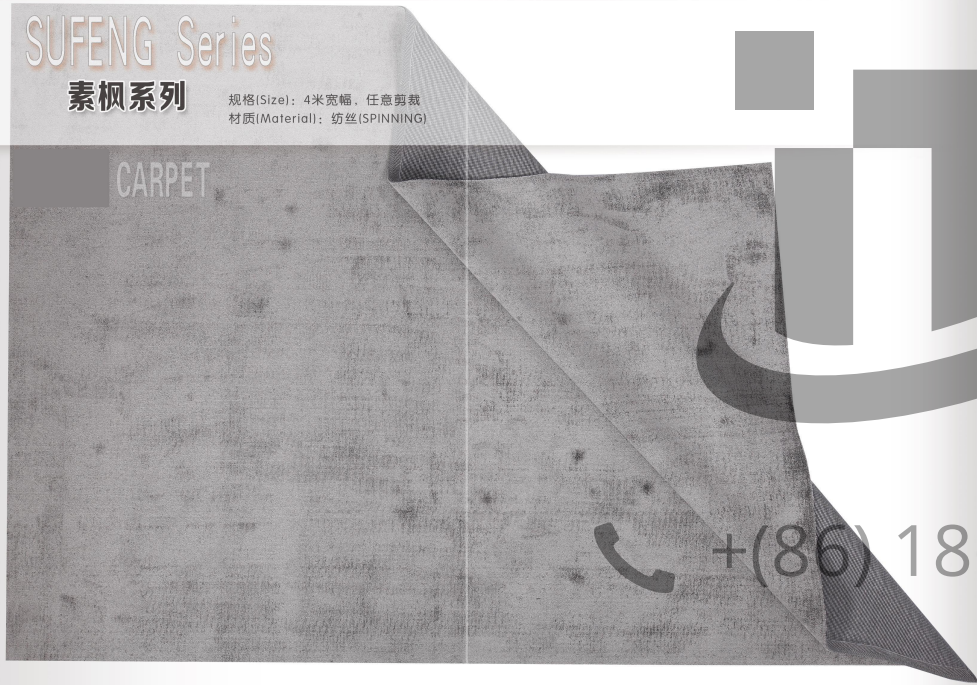 SUFENG Series
素枫系列
规格(Size)：4米宽幅，任意剪裁
材质(Material)：纺丝(SPINNING)
CARPET
+(86) 18